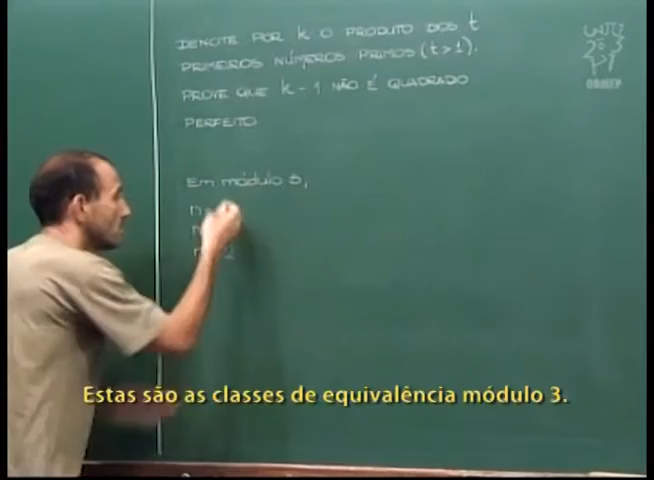 DENOTE POR k O PRODUTO DOS t
PRIMEIROS NÚMEROS PRIMOS (t>1).
PROVE QUE k-1 NÃO É QUADRADO
PERFEITO.
OBMEP
Em módulo 3,
Estas são as classes de equivalência módulo 3.